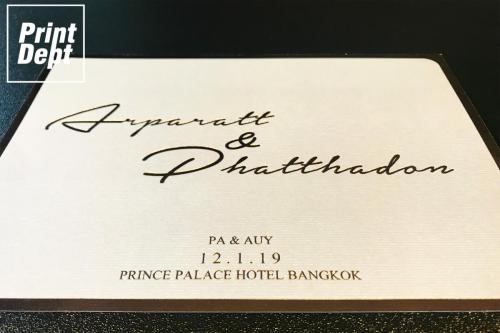 Print
Dept
Arparatt
&
Phatthadon
PA & AUY
12.1.19
PRINCE PALACE HOTEL BANGKOK